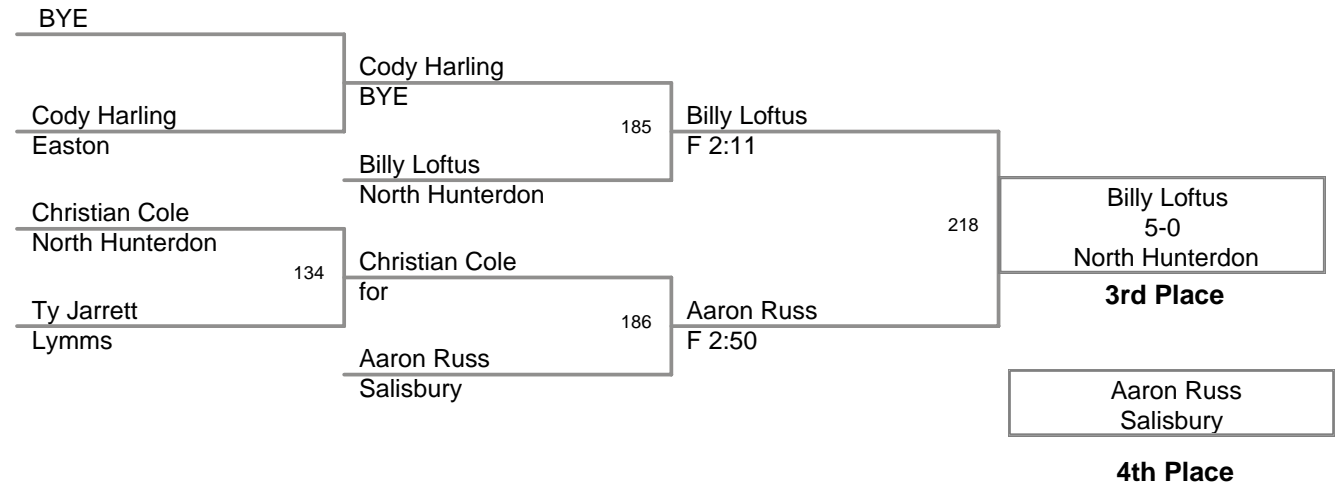 BYE
Cody Harling
Easton
Christian Cole
North Hunterdon
134
Ty Jarrett
Lymms
Cody Harling
BYE
185
Billy Loftus
North Hunterdon
Christian Cole
for
186
Aaron Russ
Salisbury
Billy Loftus
F 2:11
218
Aaron Russ
F 2:50
Billy Loftus
5-0
North Hunterdon
3rd Place
Aaron Russ
Salisbury
4th Place